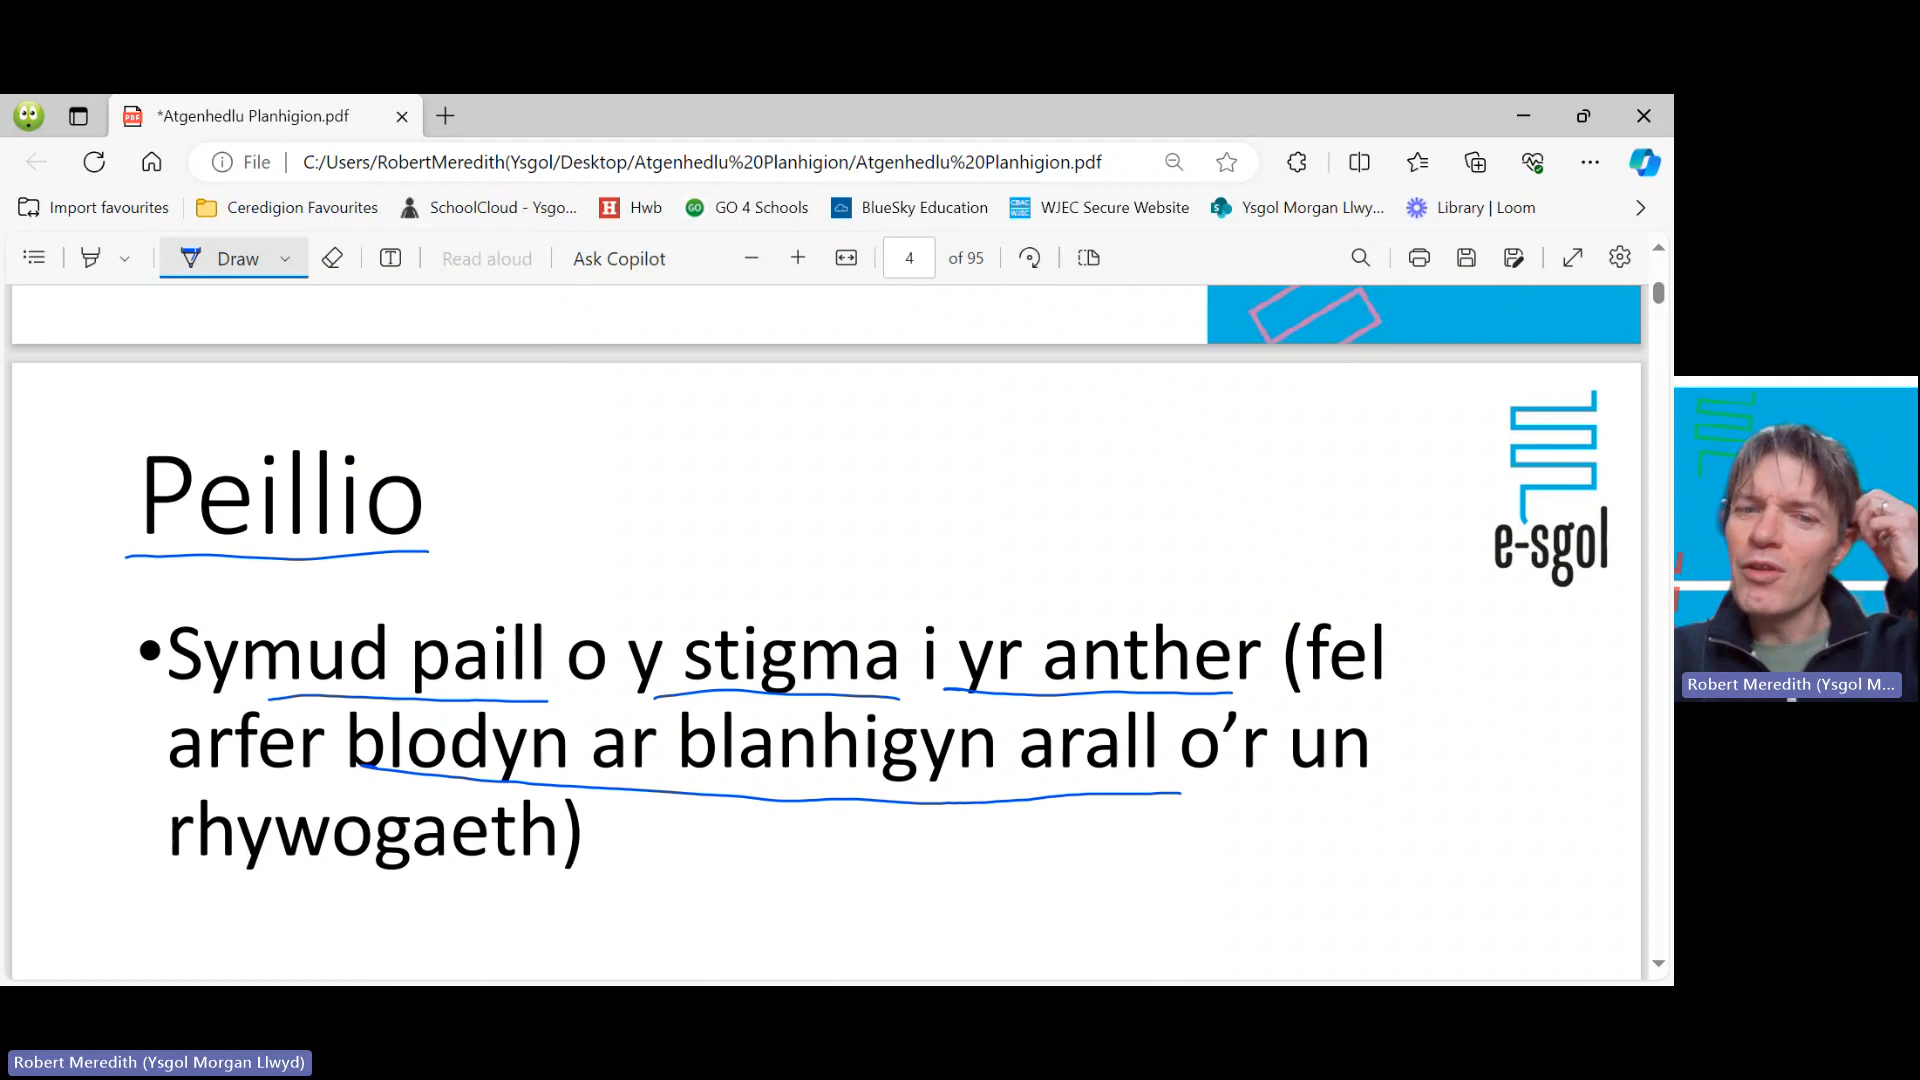 *Atgenhedlu Planhigion.pdf
File
C:/Users/RobertMeredith(Ysgol/Desktop/Atgenhedlu%20Planhigion/Atgenhedlu%20Planhigion.pdf
Import favourites
Ceredigion Favourites
SchoolCloud - Ysgo...
Hwb
GO 4 Schools
BlueSky Education
WJEC Secure Website
Ysgol Morgan Llwy...
Library | Loom
Draw
Read aloud
Ask Copilot
4
of 95
Peillio
e-sgol
•Symud paill o y stigma i yr anther (fel
arfer blodyn ar blanhigyn arall o’r un
rhywogaeth)
Robert Meredith (Ysgol M...
Robert Meredith (Ysgol Morgan Llwyd)